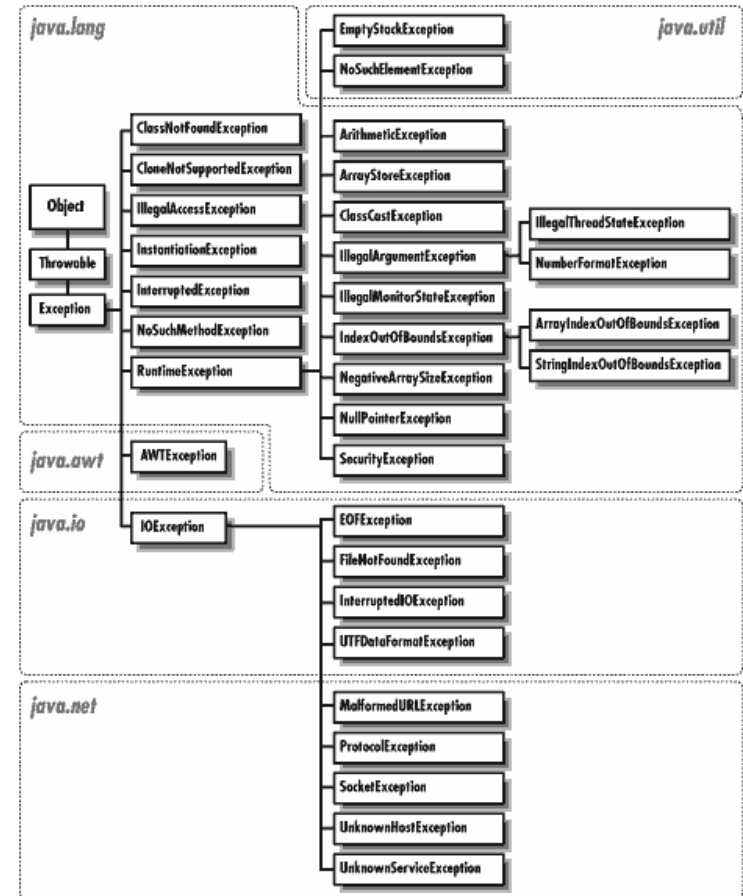 java.lang
java.util
EmptyStackException
NoSuchElementException
ClassNotFoundException
CloneNotSupportedException
IllegalAccessException
InstantiationException
InterruptedException
NoSuchMethodException
RuntimeException
Object
Throwable
Exception
ArithmeticException
ArrayStoreException
ClassCastException
IllegalArgumentException
IllegalMonitorStateException
IndexOutOfBoundsException
NegativeArraySizeException
NullPointerException
SecurityException
IllegalThreadStateException
NumberFormatException
ArrayIndexOutOfBoundsException
StringIndexOutOfBoundsException
java.awt
AWTException
java.io
IOException
EOFException
FileNotFoundException
InterruptedIOException
UTFDataFormatException
java.net
MalformedURLException
ProtocolException
SocketException
UnknownHostException
UnknownServiceException